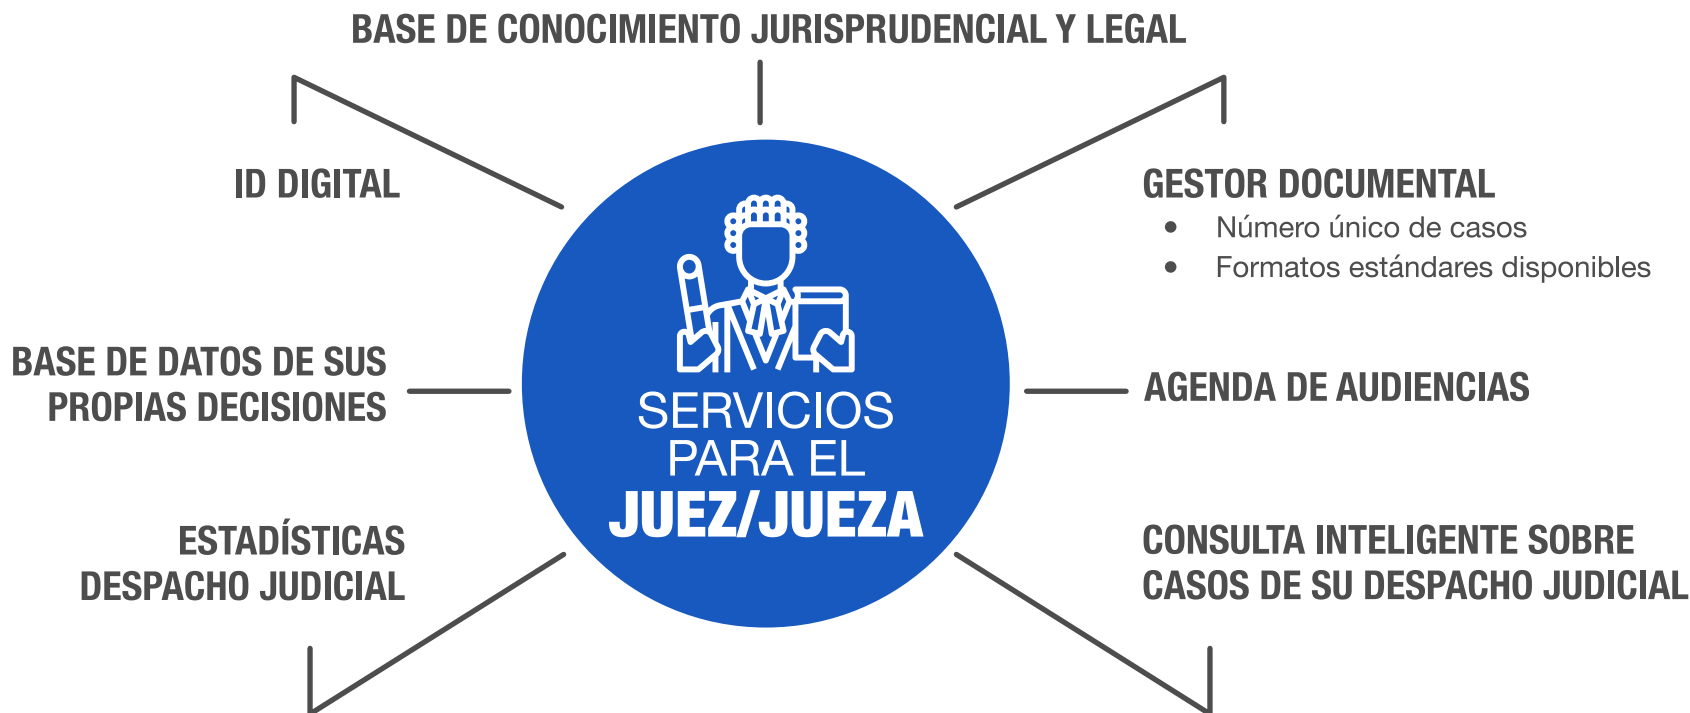 BASE DE CONOCIMIENTO JURISPRUDENCIAL Y LEGAL
ID DIGITAL
GESTOR DOCUMENTAL
• Número único de casos
• Formatos estándares disponibles
BASE DE DATOS DE SUS
PROPIAS DECISIONES
SERVICIOS
PARA EL
JUEZ/JUEZA
AGENDA DE AUDIENCIAS
ESTADÍSTICAS
DESPACHO JUDICIAL
CONSULTA INTELIGENTE SOBRE
CASOS DE SU DESPACHO JUDICIAL